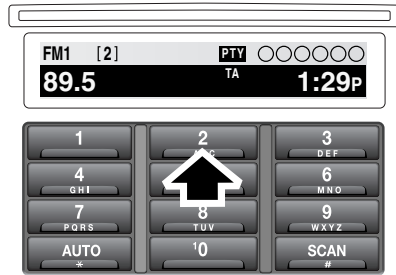 FM1 [2] PTY
89.5 TA 1:29P
1 2 3
DEF
4 6
GHI MNO
7 8 9
PQRS TUV WXYZ
AUTO ¹0 SCAN
* #